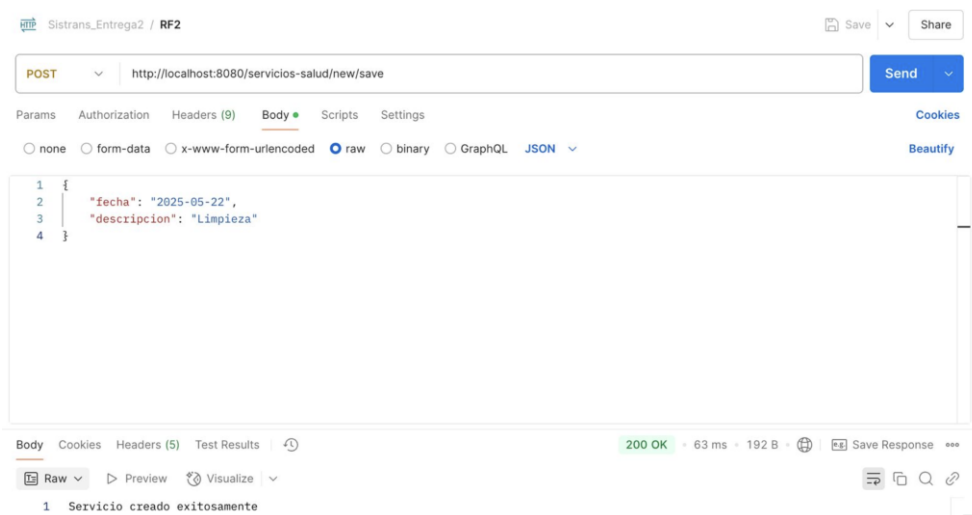 HTTP Sistrans_Entrega2 / RF2 Save Share
POST http://localhost:8080/servicios-salud/new/save Send
Params Authorization Headers (9) Body Scripts Settings Cookies
none form-data x-www-form-urlencoded raw binary GraphQL JSON Beautify
1 {
2 "fecha": "2025-05-22",
3 "descripcion": "Limpieza"
4 }
Body Cookies Headers (5) Test Results 200 OK • 63 ms • 192 B • e.g. Save Response
Raw Preview Visualize
1 Servicio creado exitosamente